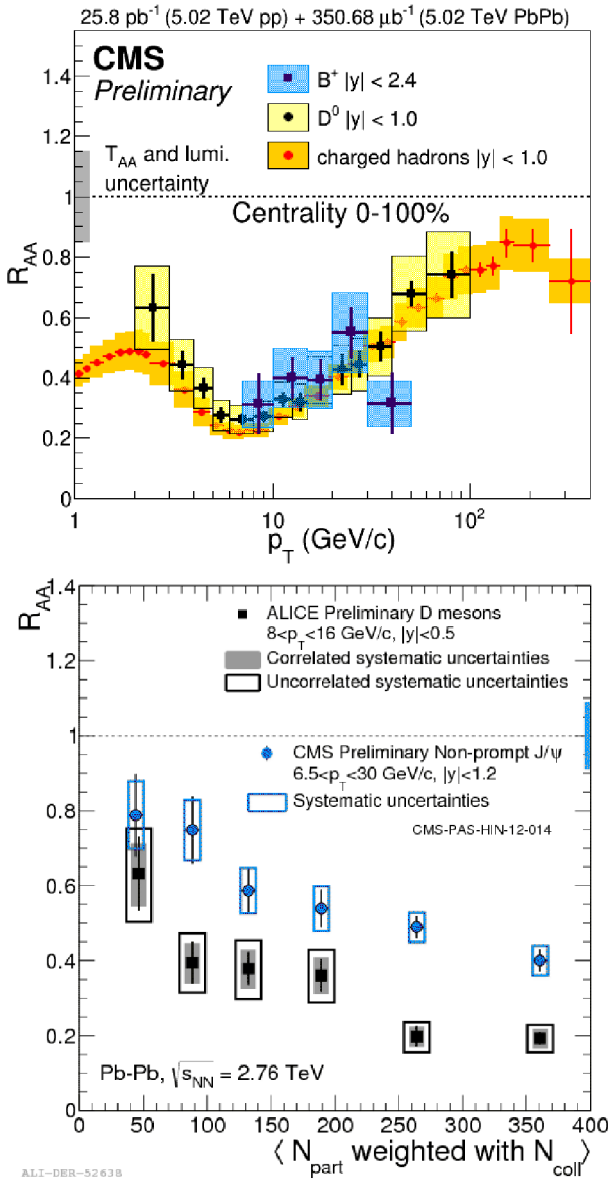 25.8 pb⁻¹ (5.02 TeV pp) + 350.68 μb⁻¹ (5.02 TeV PbPb)
CMS
Preliminary
B⁺ |y| < 2.4
D⁰ |y| < 1.0
charged hadrons |y| < 1.0
T_AA and lumi.
uncertainty
Centrality 0-100%
R_AA
1.4
1.2
1
0.8
0.6
0.4
0.2
0
1 10 10²
p_T (GeV/c)
R_AA
1.4
1.2
1
0.8
0.6
0.4
0.2
0
ALICE Preliminary D mesons
8<p_T<16 GeV/c, |y|<0.5
Correlated systematic uncertainties
Uncorrelated systematic uncertainties
CMS Preliminary Non-prompt J/ψ
6.5<p_T<30 GeV/c, |y|<1.2
Systematic uncertainties
CMS-PAS-HIN-12-014
Pb-Pb, √s_NN = 2.76 TeV
0 50 100 150 200 250 300 350 400
⟨ N_part weighted with N_coll ⟩
ALI-DER-52638